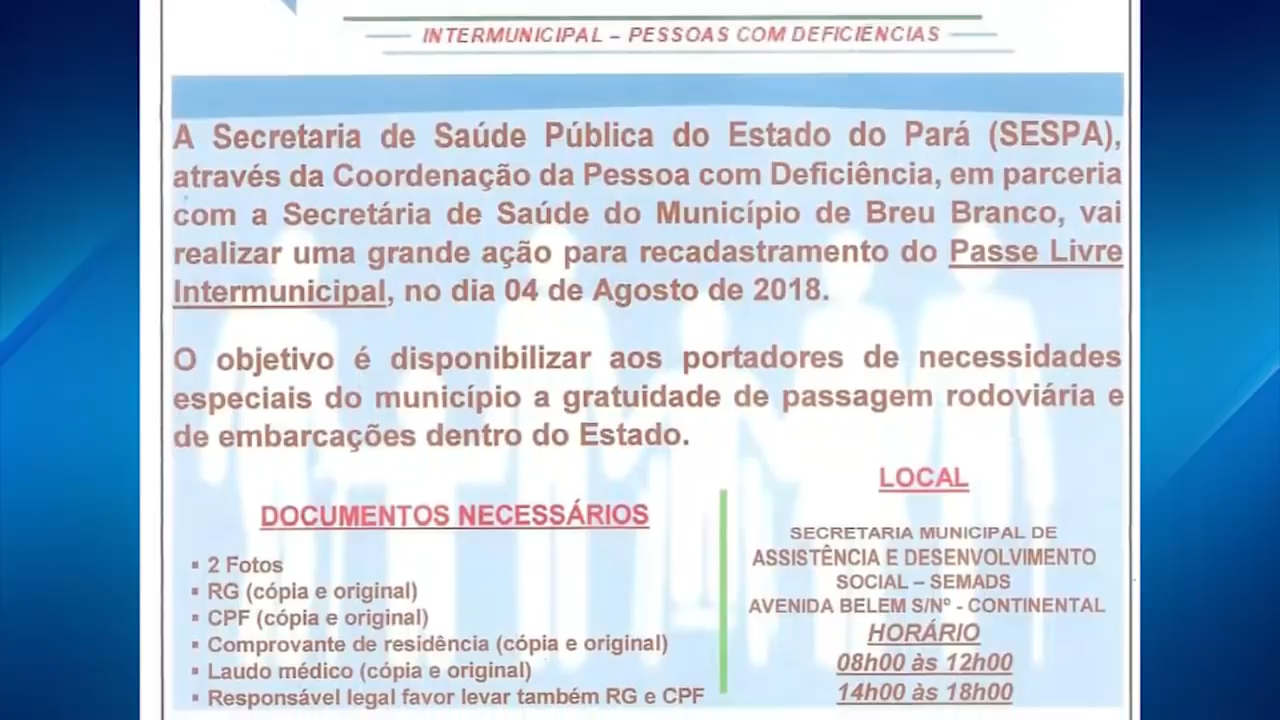 INTERMUNICIPAL – PESSOAS COM DEFICIÊNCIAS
A Secretaria de Saúde Pública do Estado do Pará (SESPA),
através da Coordenação da Pessoa com Deficiência, em parceria
com a Secretária de Saúde do Município de Breu Branco, vai
realizar uma grande ação para recadastramento do Passe Livre
Intermunicipal, no dia 04 de Agosto de 2018.
O objetivo é disponibilizar aos portadores de necessidades
especiais do município a gratuidade de passagem rodoviária e
de embarcações dentro do Estado.
DOCUMENTOS NECESSÁRIOS
▪ 2 Fotos
▪ RG (cópia e original)
▪ CPF (cópia e original)
▪ Comprovante de residência (cópia e original)
▪ Laudo médico (cópia e original)
▪ Responsável legal favor levar também RG e CPF
LOCAL
SECRETARIA MUNICIPAL DE
ASSISTÊNCIA E DESENVOLVIMENTO
SOCIAL – SEMADS
AVENIDA BELEM S/Nº - CONTINENTAL
HORÁRIO
08h00 às 12h00
14h00 às 18h00